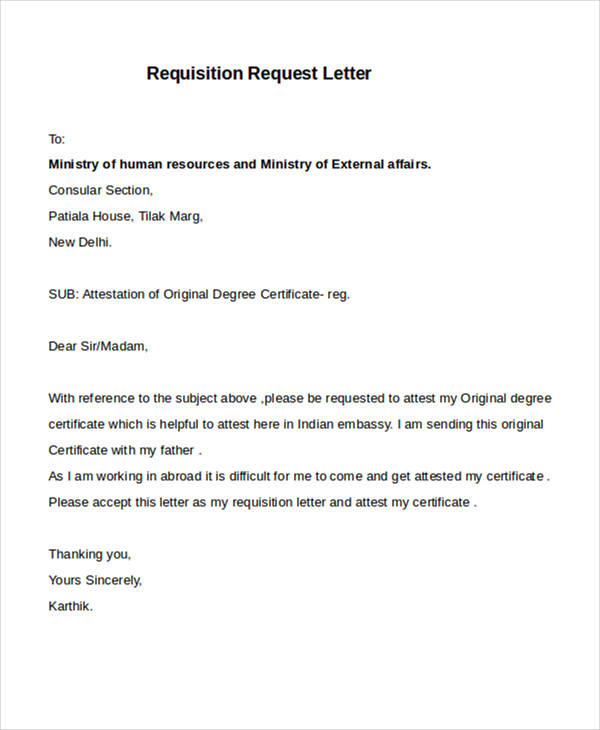 Requisition Request Letter
To:
Ministry of human resources and Ministry of External affairs.
Consular Section,
Patiala House, Tilak Marg,
New Delhi.
SUB: Attestation of Original Degree Certificate- reg.
Dear Sir/Madam,
With reference to the subject above ,please be requested to attest my Original degree
certificate which is helpful to attest here in Indian embassy. I am sending this original
Certificate with my father .
As I am working in abroad it is difficult for me to come and get attested my certificate .
Please accept this letter as my requisition letter and attest my certificate .
Thanking you,
Yours Sincerely,
Karthik.